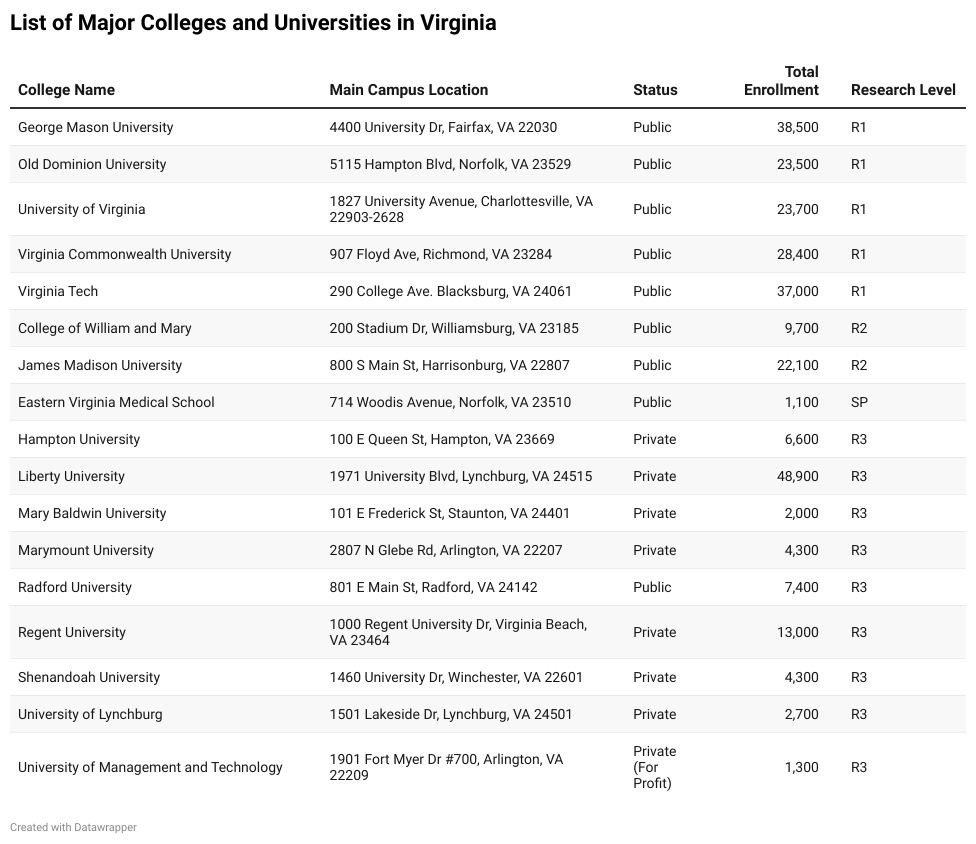 List of Major Colleges and Universities in Virginia
Total
College Name Main Campus Location Status Enrollment Research Level
George Mason University 4400 University Dr, Fairfax, VA 22030 Public 38,500 R1
Old Dominion University 5115 Hampton Blvd, Norfolk, VA 23529 Public 23,500 R1
1827 University Avenue, Charlottesville, VA
University of Virginia Public 23,700 R1
22903-2628
Virginia Commonwealth University 907 Floyd Ave, Richmond, VA 23284 Public 28,400 R1
Virginia Tech 290 College Ave. Blacksburg, VA 24061 Public 37,000 R1
College of William and Mary 200 Stadium Dr, Williamsburg, VA 23185 Public 9,700 R2
James Madison University 800 S Main St, Harrisonburg, VA 22807 Public 22,100 R2
Eastern Virginia Medical School 714 Woodis Avenue, Norfolk, VA 23510 Public 1,100 SP
Hampton University 100 E Queen St, Hampton, VA 23669 Private 6,600 R3
Liberty University 1971 University Blvd, Lynchburg, VA 24515 Private 48,900 R3
Mary Baldwin University 101 E Frederick St, Staunton, VA 24401 Private 2,000 R3
Marymount University 2807 N Glebe Rd, Arlington, VA 22207 Private 4,300 R3
Radford University 801 E Main St, Radford, VA 24142 Public 7,400 R3
1000 Regent University Dr, Virginia Beach,
Regent University Private 13,000 R3
VA 23464
Shenandoah University 1460 University Dr, Winchester, VA 22601 Private 4,300 R3
University of Lynchburg 1501 Lakeside Dr, Lynchburg, VA 24501 Private 2,700 R3
Private
1901 Fort Myer Dr #700, Arlington, VA
University of Management and Technology (For 1,300 R3
22209
Profit)
Created with Datawrapper